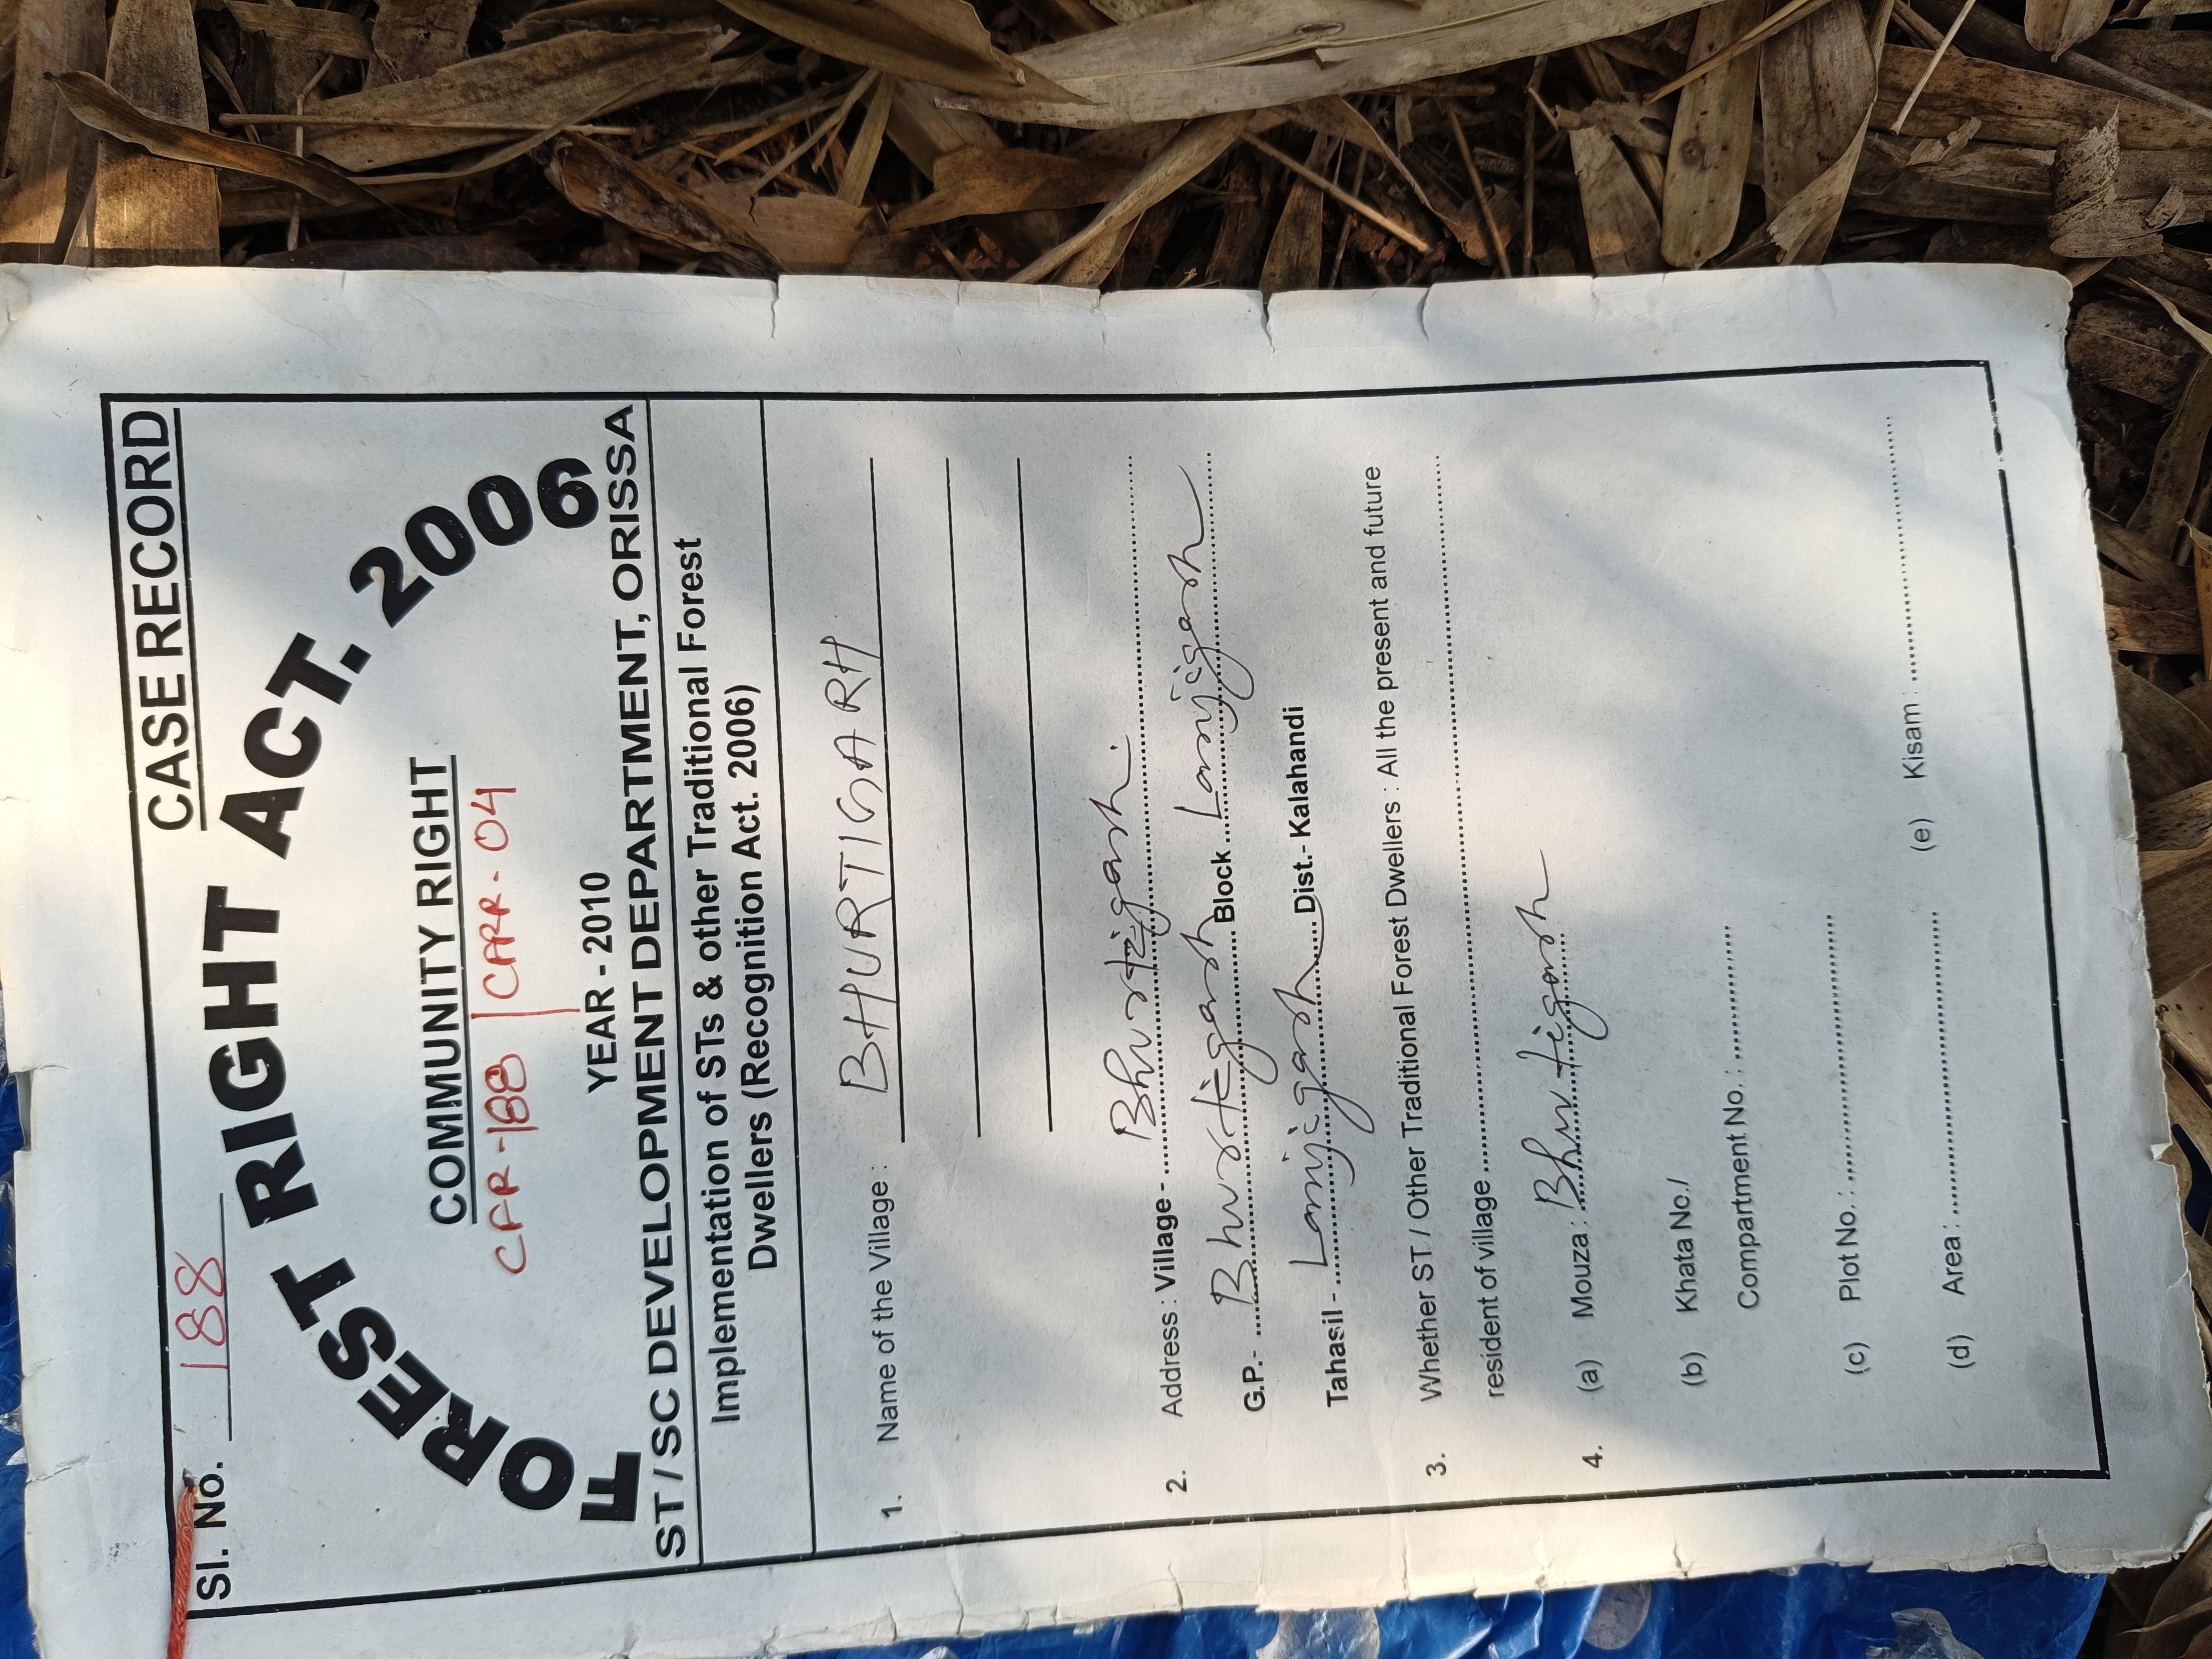 Sl. No. 188 CASE RECORD
FOREST RIGHT ACT. 2006
COMMUNITY RIGHT
CFR-188 | CFRR-04
YEAR - 2010
ST / SC DEVELOPMENT DEPARTMENT, ORISSA
Implementation of STs & other Traditional Forest
Dwellers (Recognition Act. 2006)
1. Name of the Village : BHURTIGARH
2. Address : Village - Bhurtigarh.
G.P.- Bhurtigarh Block Lanjigarh
Tahasil - Lanjigarh Dist.- Kalahandi
3. Whether ST / Other Traditional Forest Dwellers : All the present and future
resident of village
4. (a) Mouza : Bhurtigarh
(b) Khata No./
Compartment No. :
(c) Plot No. :
(d) Area : (e) Kisam :